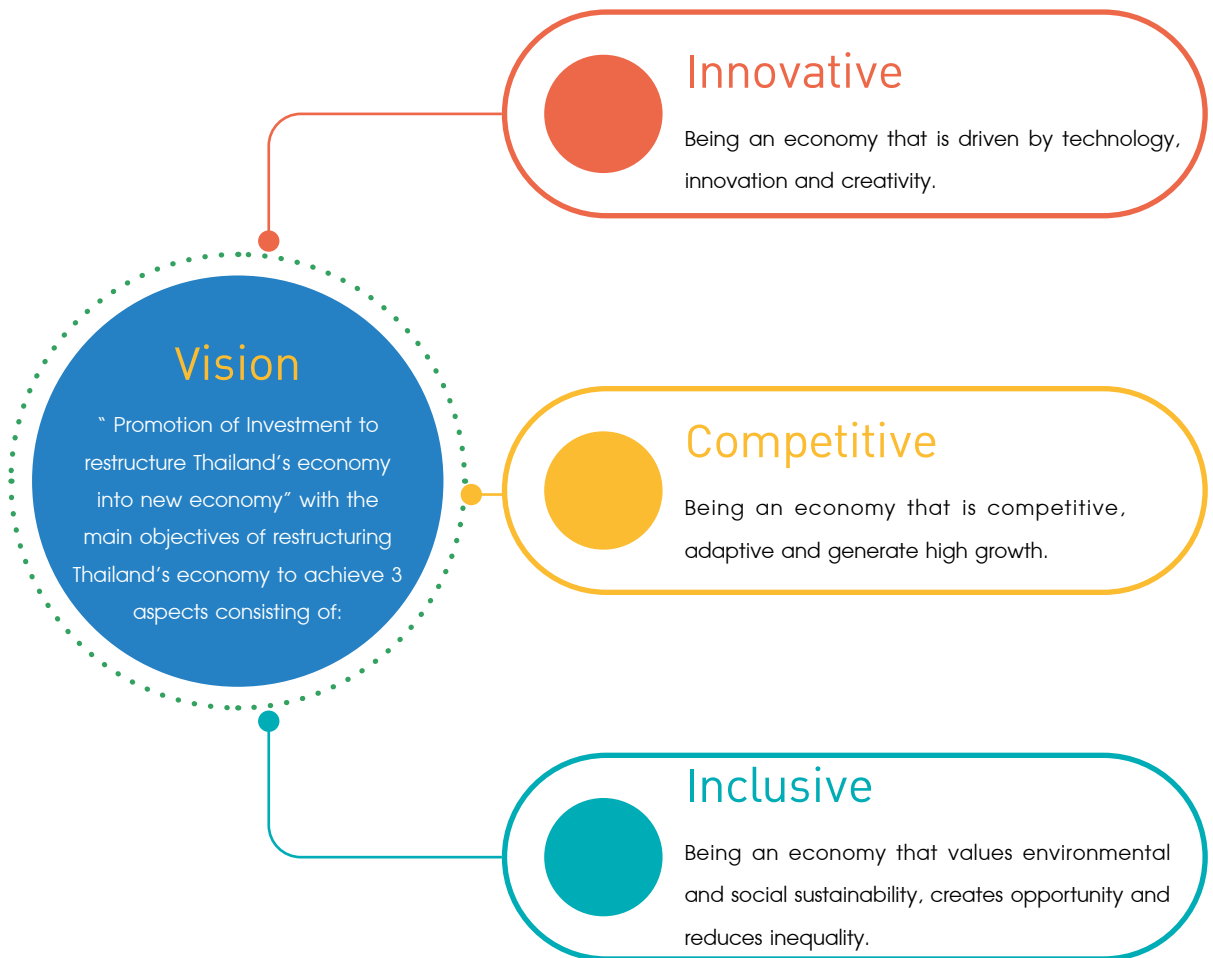 Innovative
Being an economy that is driven by technology,
innovation and creativity.
Vision
“ Promotion of Investment to
restructure Thailand’s economy
into new economy” with the
main objectives of restructuring
Thailand’s economy to achieve 3
aspects consisting of:
Competitive
Being an economy that is competitive,
adaptive and generate high growth.
Inclusive
Being an economy that values environmental
and social sustainability, creates opportunity and
reduces inequality.